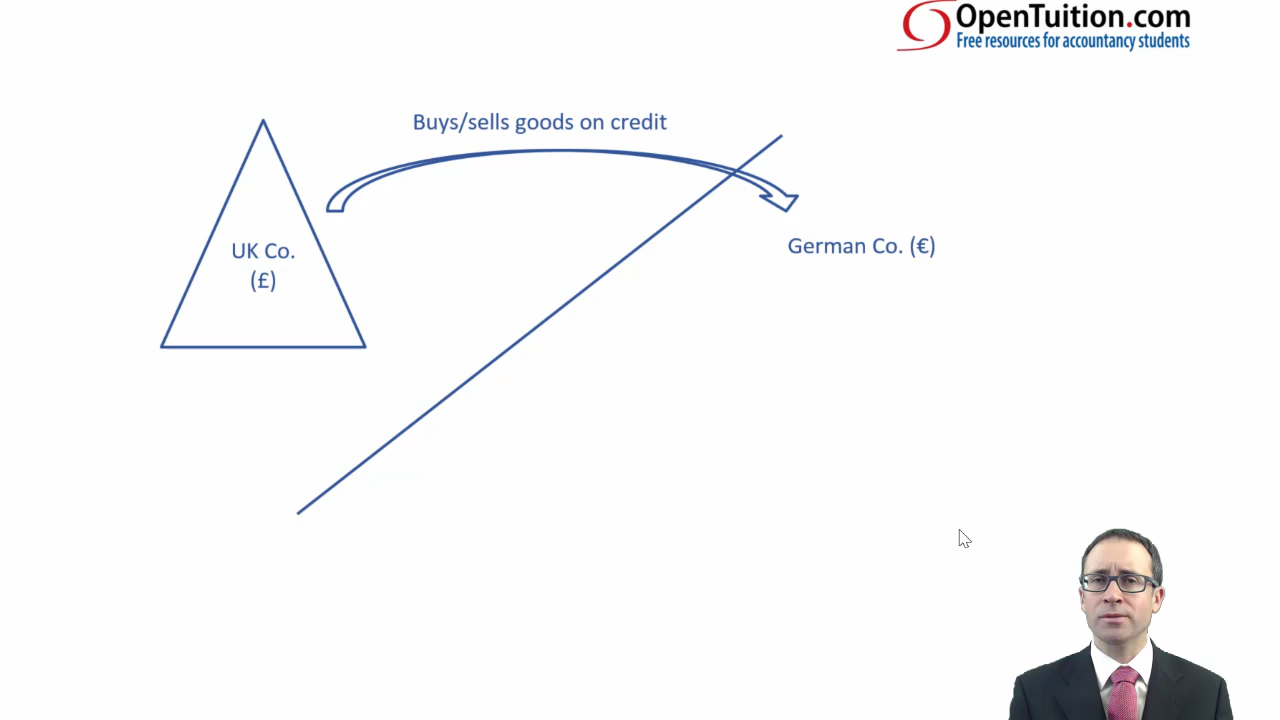 OpenTuition.com
Free resources for accountancy students
Buys/sells goods on credit
UK Co.
(£)
German Co. (€)